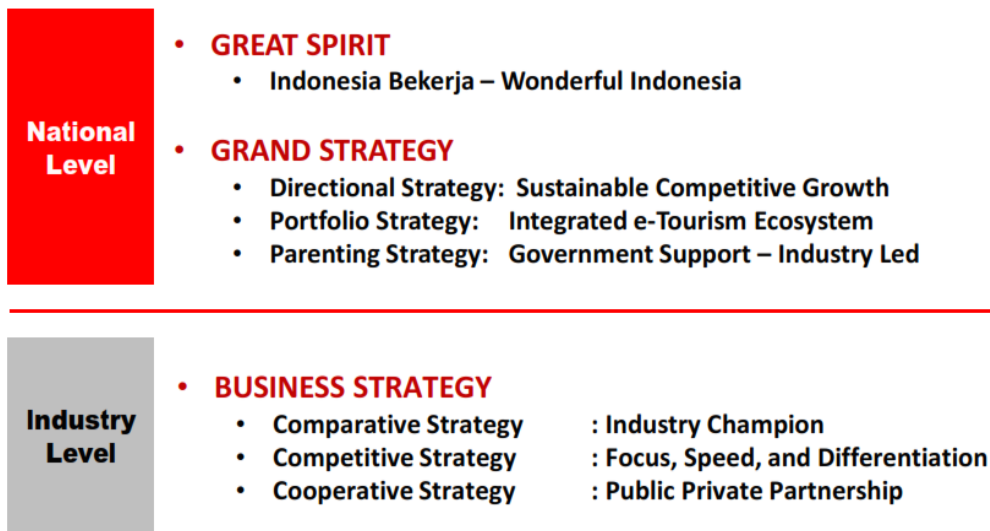 National
Level
• GREAT SPIRIT
• Indonesia Bekerja – Wonderful Indonesia
• GRAND STRATEGY
• Directional Strategy: Sustainable Competitive Growth
• Portfolio Strategy: Integrated e-Tourism Ecosystem
• Parenting Strategy: Government Support – Industry Led
Industry
Level
• BUSINESS STRATEGY
• Comparative Strategy : Industry Champion
• Competitive Strategy : Focus, Speed, and Differentiation
• Cooperative Strategy : Public Private Partnership